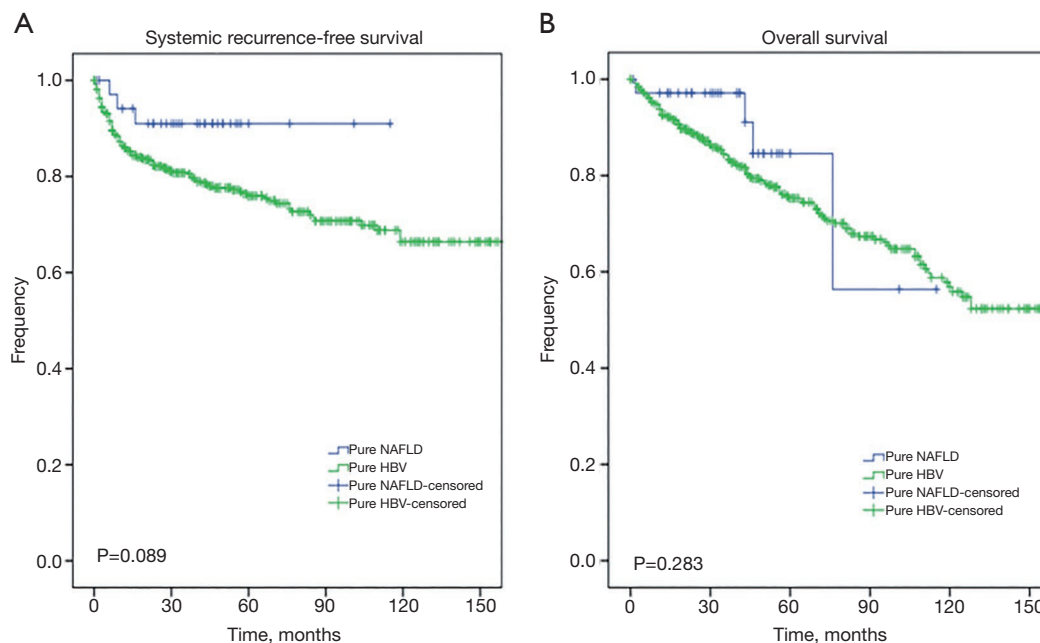 A
Systemic recurrence-free survival
1.0
0.8
0.6
0.4
0.2
0.0
Frequency
Pure NAFLD
Pure HBV
Pure NAFLD-censored
Pure HBV-censored
P=0.089
0 30 60 90 120 150
Time, months
B
Overall survival
1.0
0.8
0.6
0.4
0.2
0.0
Frequency
Pure NAFLD
Pure HBV
Pure NAFLD-censored
Pure HBV-censored
P=0.283
0 30 60 90 120 150
Time, months